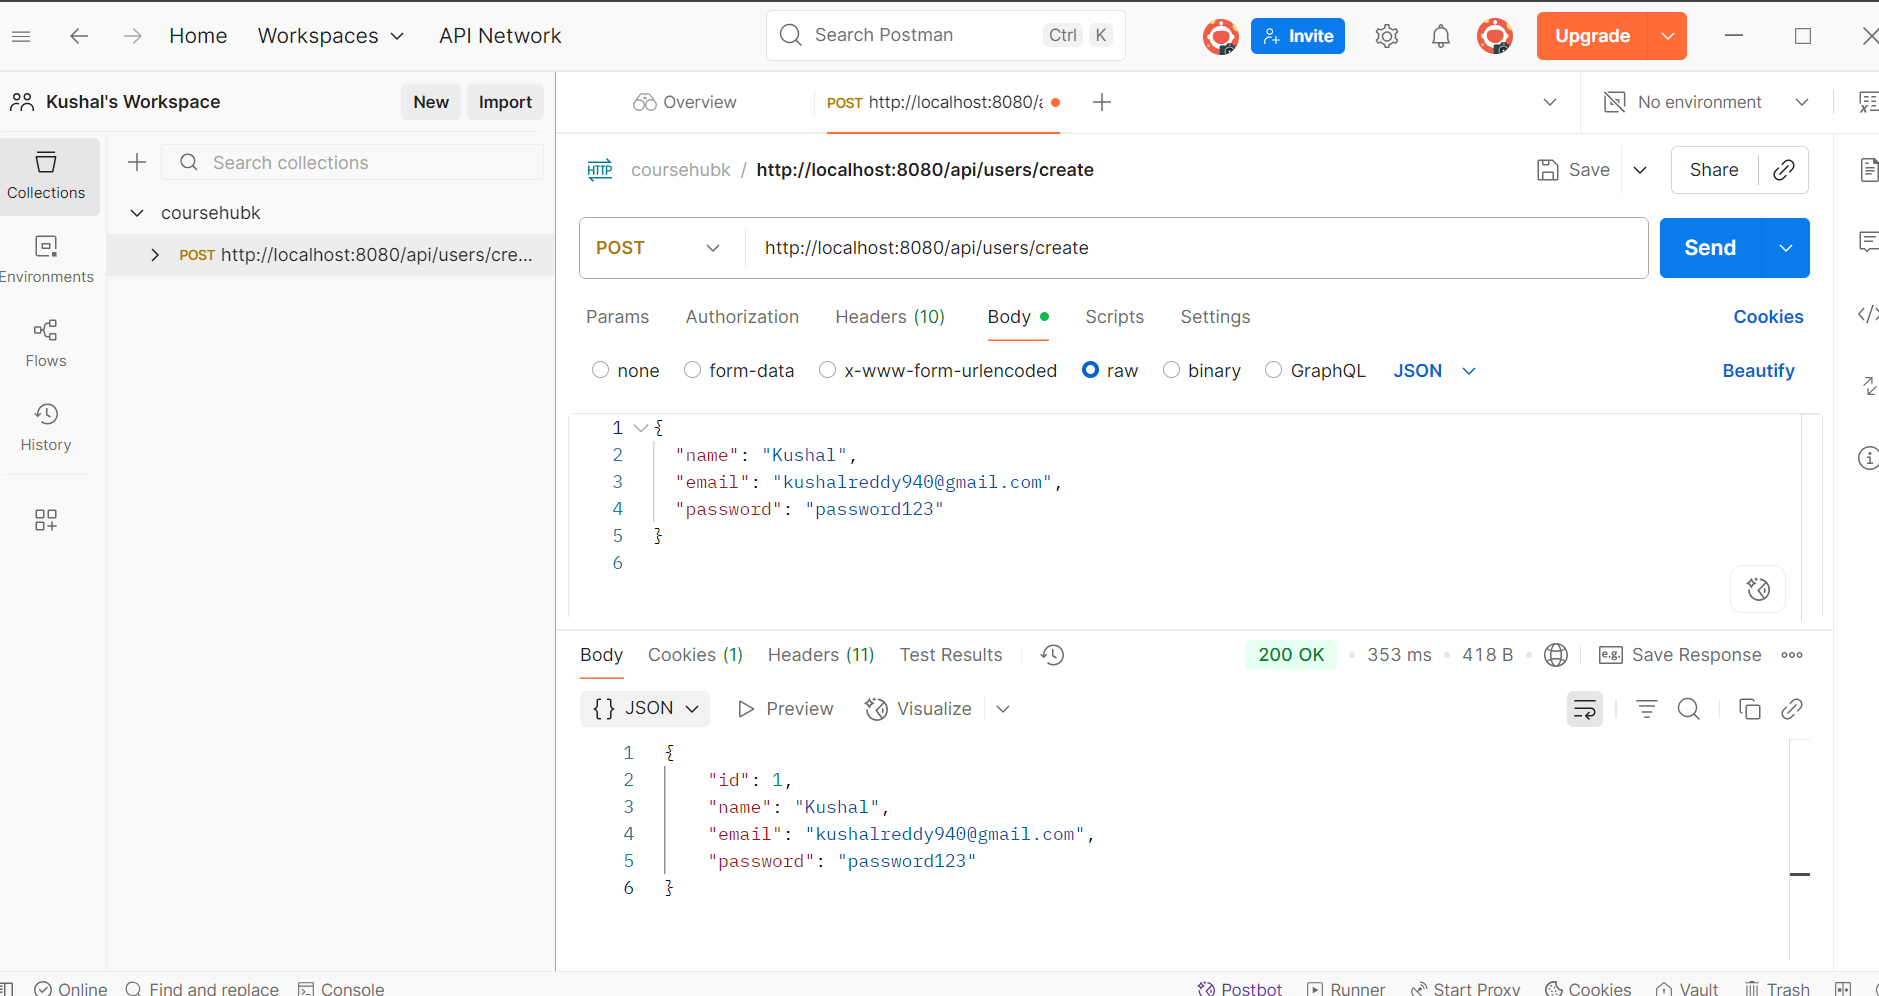 Home
Workspaces
API Network
Search Postman
Ctrl K
Invite
Upgrade
Kushal's Workspace
New
Import
Overview
POST http://localhost:8080/a
No environment
Collections
Environments
Flows
History
Search collections
coursehubk
POST http://localhost:8080/api/users/cre...
HTTP coursehubk / http://localhost:8080/api/users/create
Save
Share
POST
http://localhost:8080/api/users/create
Send
Params
Authorization
Headers (10)
Body
Scripts
Settings
Cookies
none
form-data
x-www-form-urlencoded
raw
binary
GraphQL
JSON
Beautify
1 {
2 "name": "Kushal",
3 "email": "kushalreddy940@gmail.com",
4 "password": "password123"
5 }
6
Body
Cookies (1)
Headers (11)
Test Results
200 OK
353 ms
418 B
e.g. Save Response
{} JSON
Preview
Visualize
1 {
2 "id": 1,
3 "name": "Kushal",
4 "email": "kushalreddy940@gmail.com",
5 "password": "password123"
6 }
Online
Find and replace
Console
Postbot
Runner
Start Proxy
Cookies
Vault
Trash